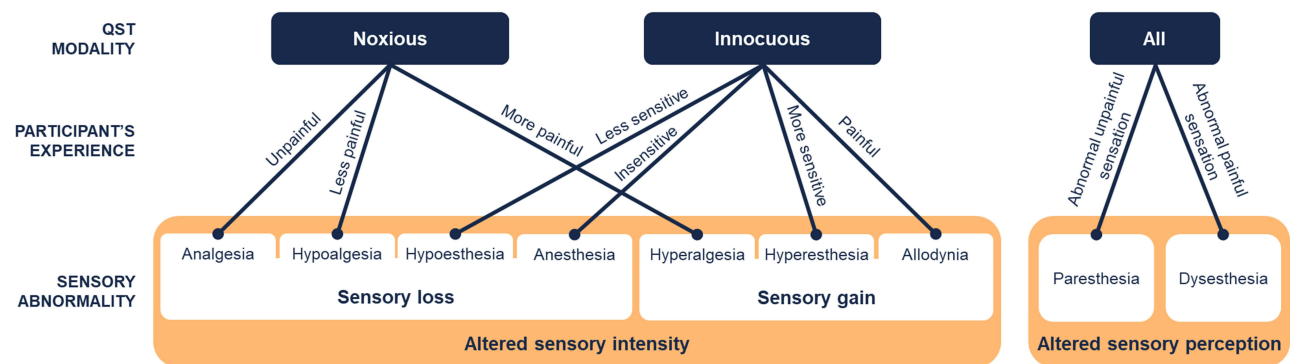 QST
MODALITY
Noxious
Innocuous
All
PARTICIPANT'S
EXPERIENCE
Unpainful
Less painful
More painful
Less sensitive
Insensitive
More sensitive
Painful
Abnormal unpainful
sensation
Abnormal painful
sensation
SENSORY
ABNORMALITY
Analgesia
Hypoalgesia
Hypoesthesia
Anesthesia
Hyperalgesia
Hyperesthesia
Allodynia
Paresthesia
Dysesthesia
Sensory loss
Sensory gain
Altered sensory intensity
Altered sensory perception